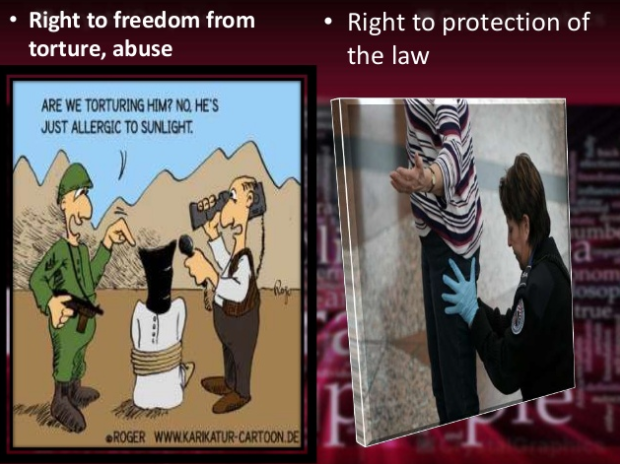 • Right to freedom from
torture, abuse
ARE WE TORTURING HIM? NO, HE'S
JUST ALLERGIC TO SUNLIGHT.
©ROGER WWW.KARIKATUR-CARTOON.DE
• Right to protection of
the law
true